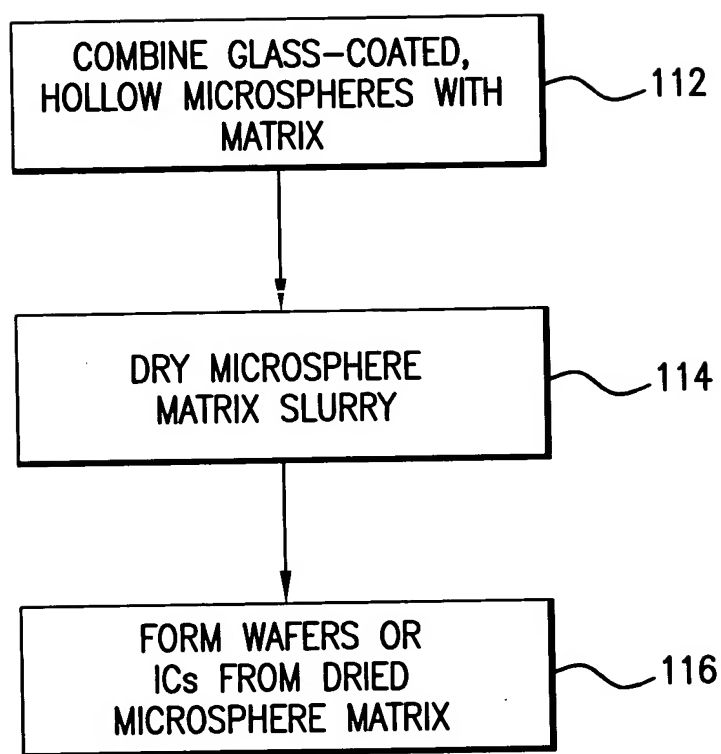 COMBINE GLASS-COATED,
HOLLOW MICROSPHERES WITH
MATRIX
112
DRY MICROSPHERE
MATRIX SLURRY
114
FORM WAFERS OR
ICs FROM DRIED
MICROSPHERE MATRIX
116